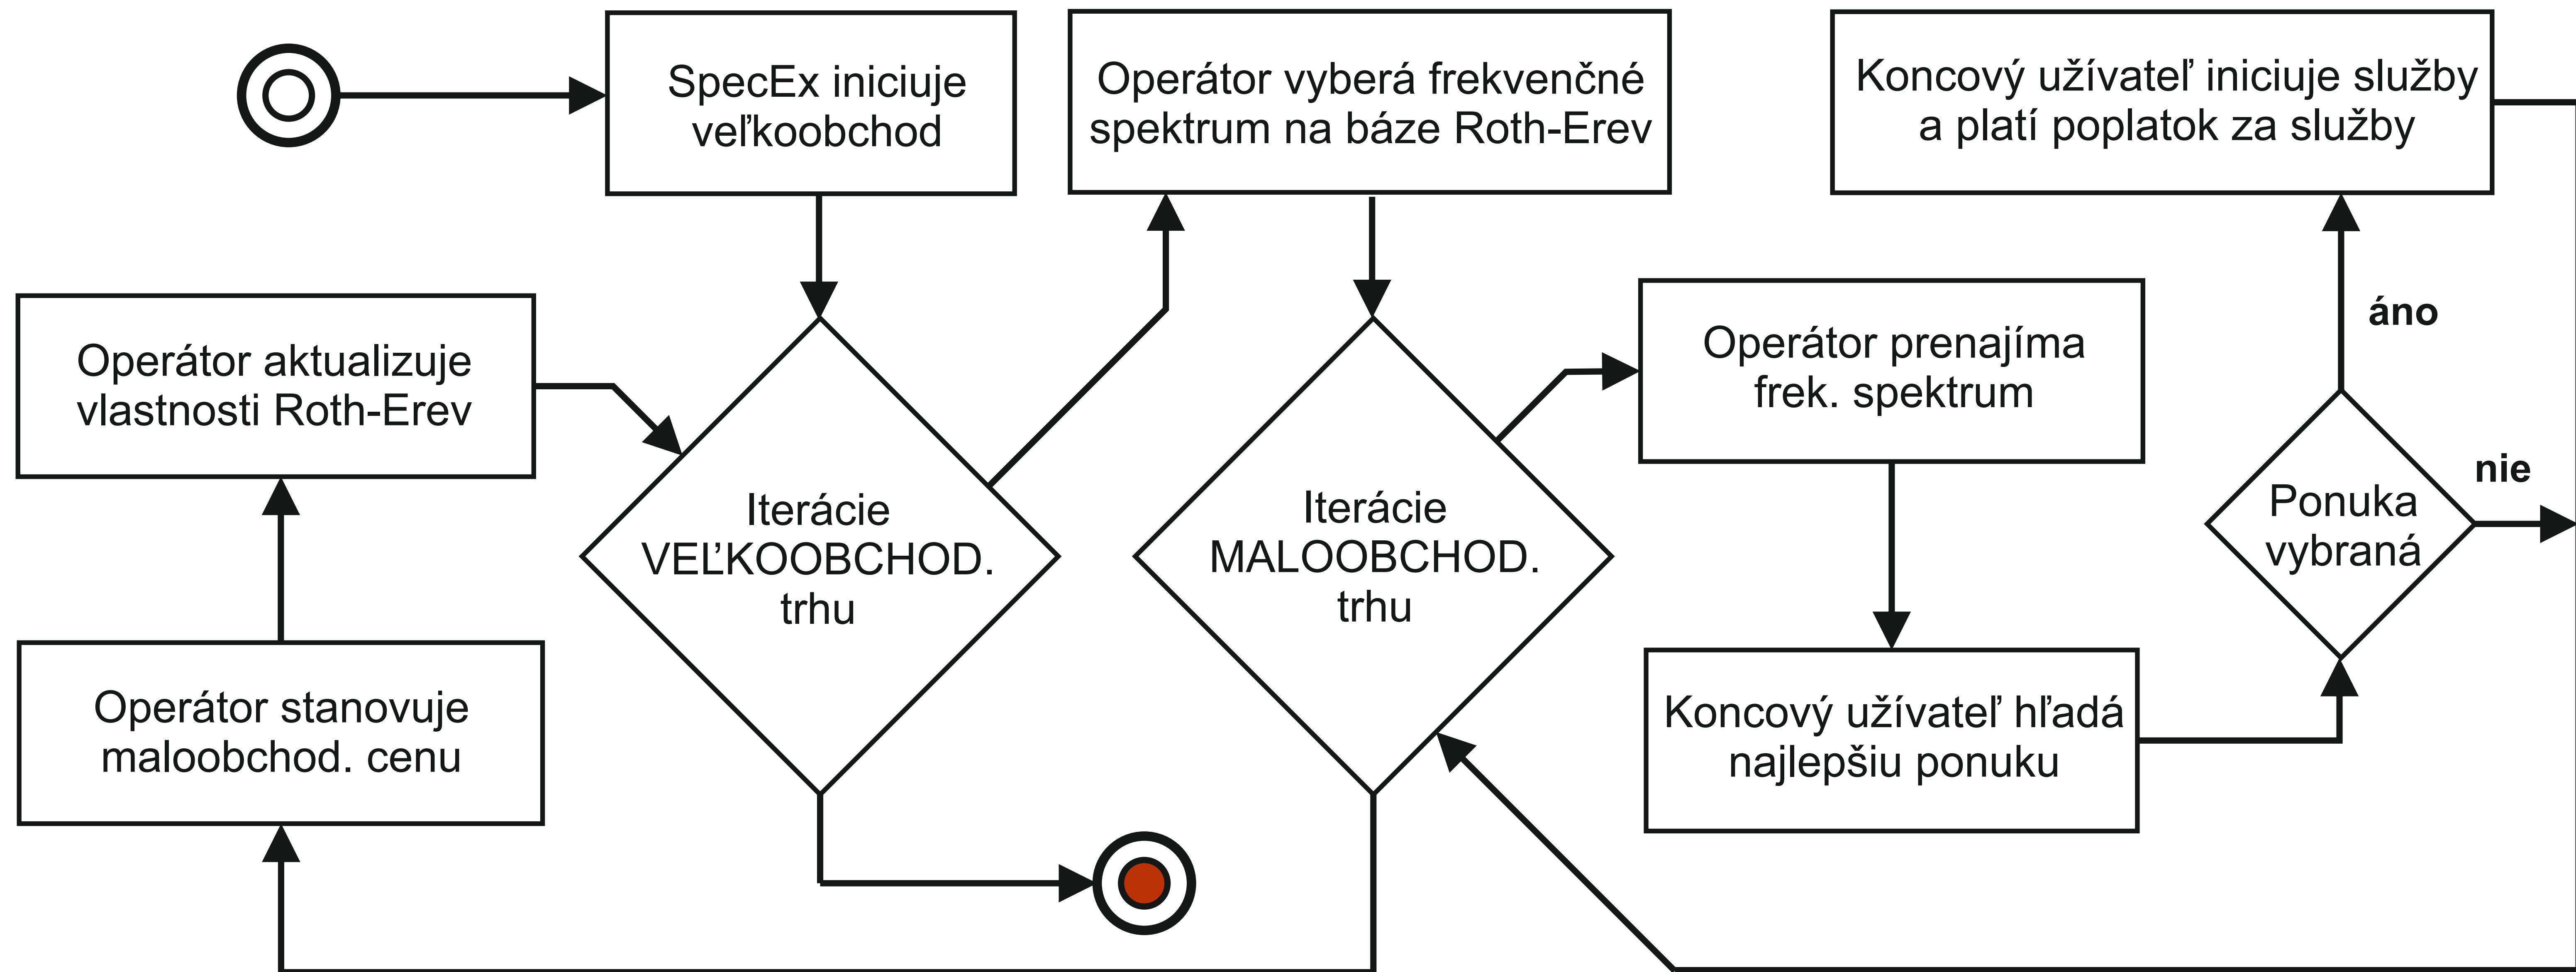 SpecEx iniciuje
veľkoobchod
Operátor vyberá frekvenčné
spektrum na báze Roth-Erev
Koncový užívateľ iniciuje služby
a platí poplatok za služby
Operátor aktualizuje
vlastnosti Roth-Erev
Iterácie
VEĽKOOBCHOD.
trhu
Iterácie
MALOOBCHOD.
trhu
Operátor prenajíma
frek. spektrum
áno
nie
Ponuka
vybraná
Operátor stanovuje
maloobchod. cenu
Koncový užívateľ hľadá
najlepšiu ponuku